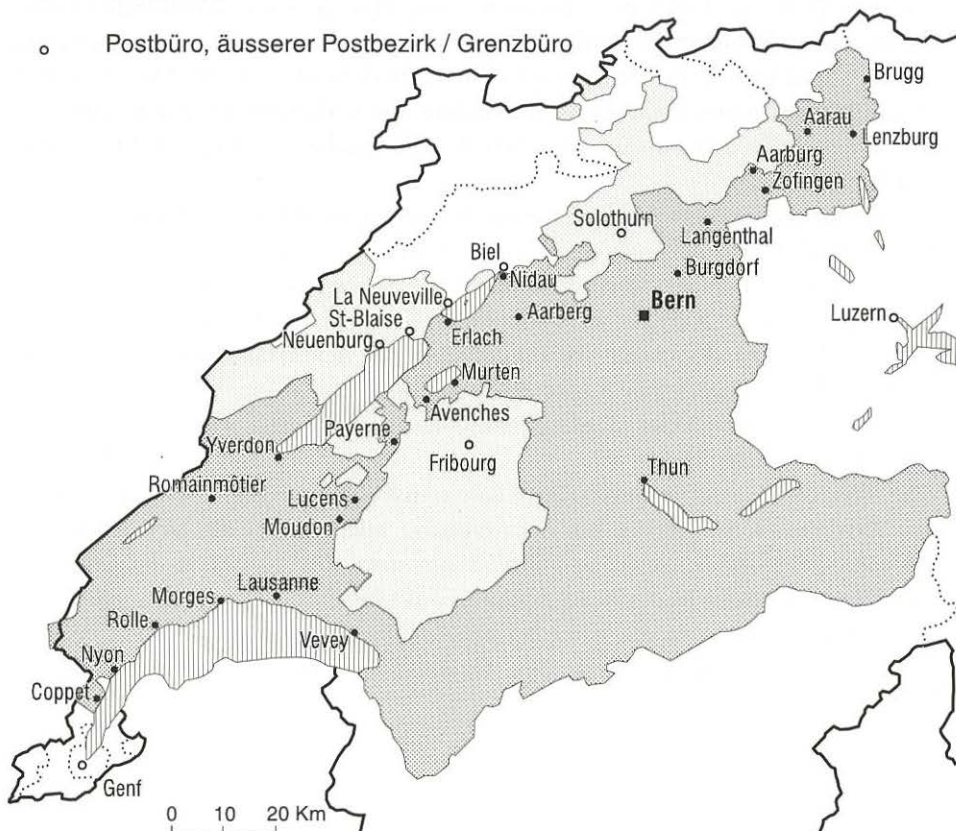 Postbüro, äusserer Postbezirk / Grenzbüro
Brugg
Aarau
Lenzburg
Aarburg
Zofingen
Solothurn
Langenthal
Biel
Nidau
Burgdorf
La Neuveville
St-Blaise
Aarberg
Bern
Luzern
Neuenburg
Erlach
Murten
Avenches
Payerne
Yverdon
Fribourg
Thun
Romainmôtier
Lucens
Moudon
Lausanne
Morges
Rolle
Vevey
Nyon
Coppet
Genf
0 10 20 Km